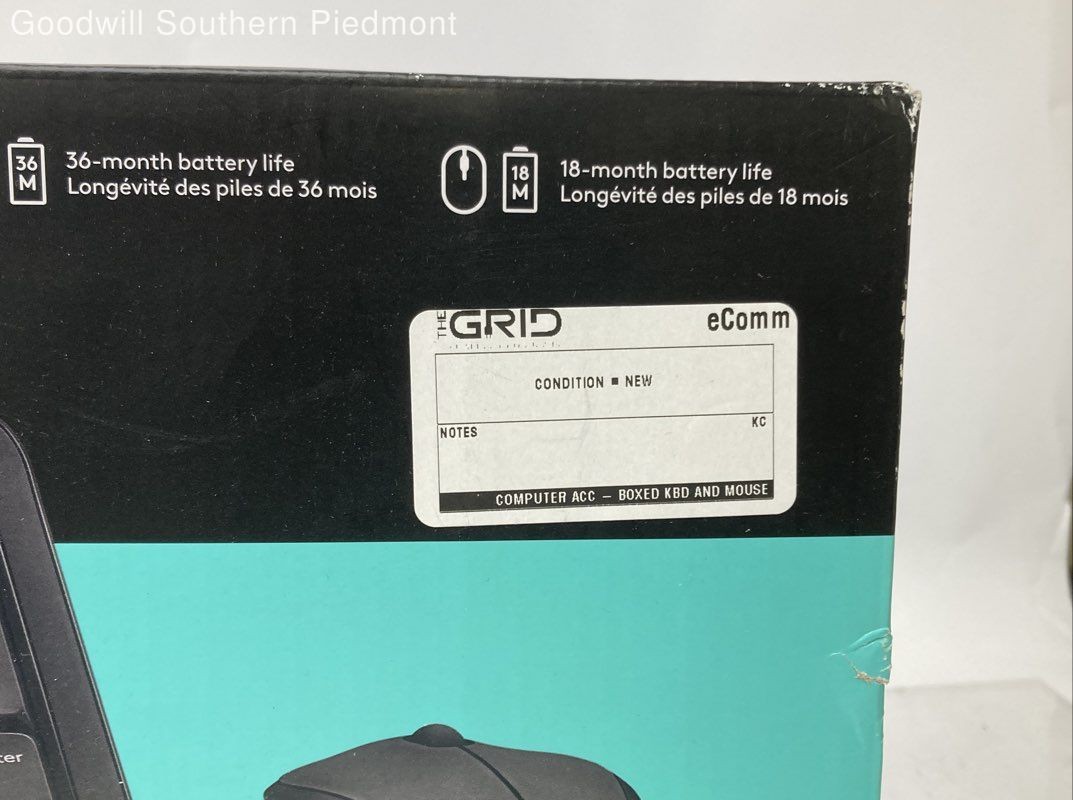 Goodwill Southern Piedmont
36 M
36-month battery life
Longévité des piles de 36 mois
18 M
18-month battery life
Longévité des piles de 18 mois
THE GRID
eComm
CONDITION ▪ NEW
NOTES
KC
COMPUTER ACC – BOXED KBD AND MOUSE